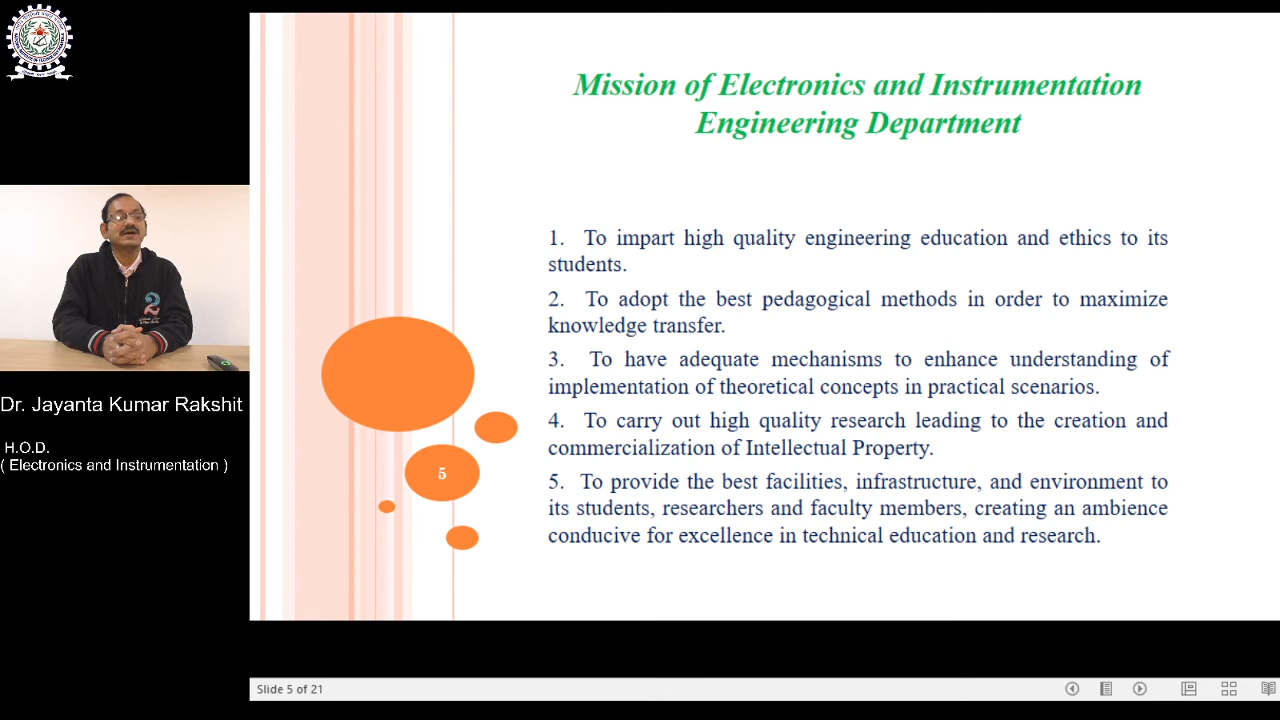 Mission of Electronics and Instrumentation
Engineering Department
1. To impart high quality engineering education and ethics to its
students.
2. To adopt the best pedagogical methods in order to maximize
knowledge transfer.
3. To have adequate mechanisms to enhance understanding of
implementation of theoretical concepts in practical scenarios.
4. To carry out high quality research leading to the creation and
commercialization of Intellectual Property.
5. To provide the best facilities, infrastructure, and environment to
its students, researchers and faculty members, creating an ambience
conducive for excellence in technical education and research.
5
Dr. Jayanta Kumar Rakshit
H.O.D.
( Electronics and Instrumentation )
2
Slide 5 of 21